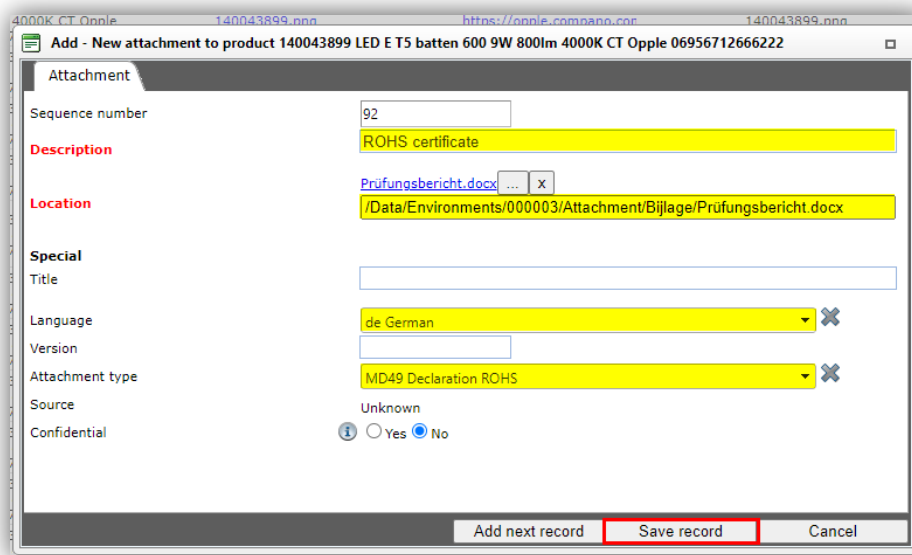 4000K CT Opple 140043899.png https://opple.compano.cor 140043899.png
Add - New attachment to product 140043899 LED E T5 batten 600 9W 800lm 4000K CT Opple 06956712666222
Attachment
Sequence number 92
Description ROHS certificate
Prüfungsbericht.docx ... x
Location /Data/Environments/000003/Attachment/Bijlage/Prüfungsbericht.docx
Special
Title
Language de German
Version
Attachment type MD49 Declaration ROHS
Source Unknown
Confidential i Yes No
Add next record Save record Cancel